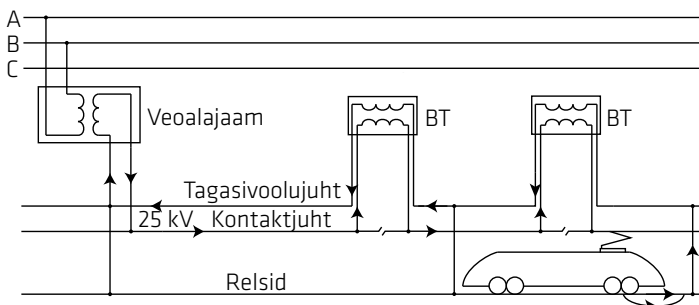 A
B
C
Veoalajaam
BT
BT
Tagasivoolujuht
25 kV Kontaktjuht
Relsid